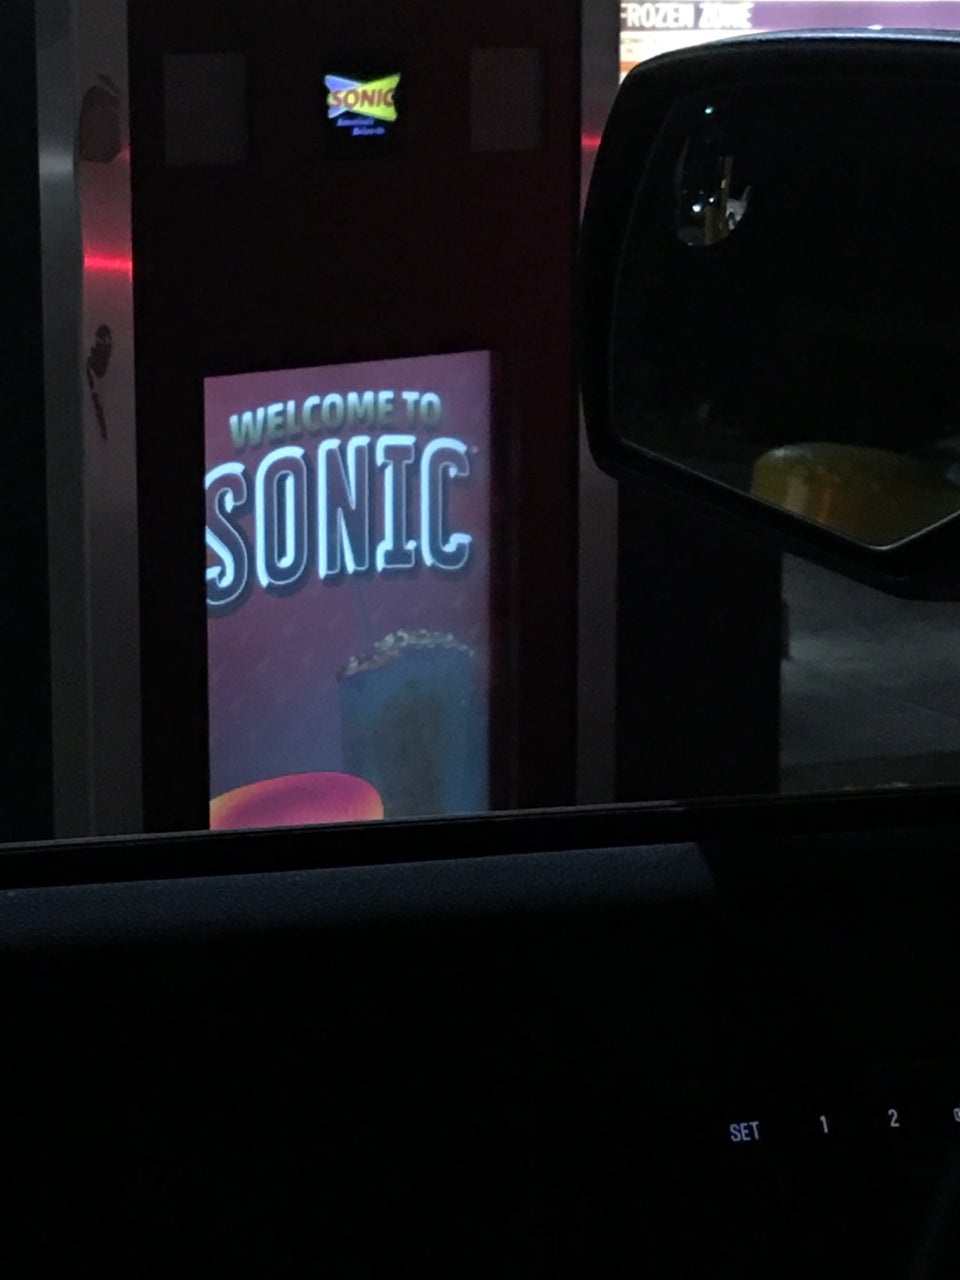 FROZEN ZONE
SONIC
WELCOME TO
SONIC
SET 1 2